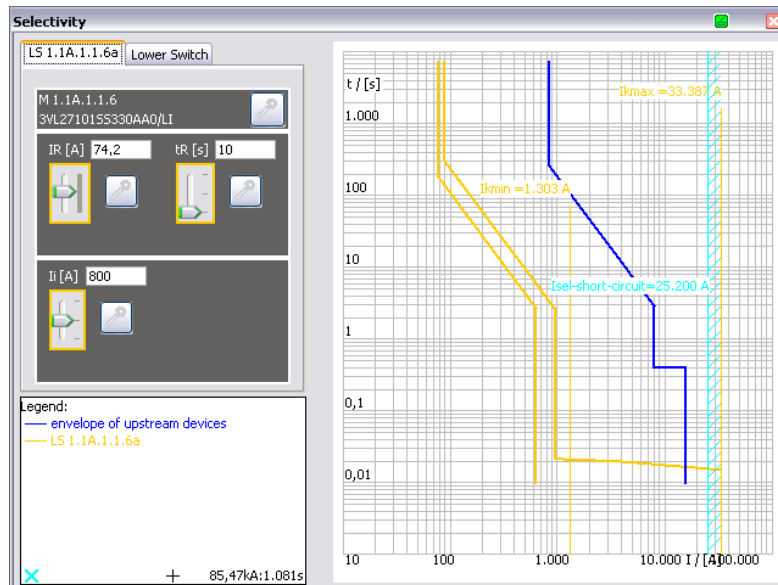 Selectivity
LS 1.1A.1.1.6a
Lower Switch
M 1.1A.1.1.6
3VL27101SS330AA0/LI
IR [A] 74,2 tR [s] 10
Ii [A] 800
Legend:
envelope of upstream devices
LS 1.1A.1.1.6a
85,47kA:1.081s
t / [s]
Ikmax =33.387 A
1.000
100
Ikmin =1.303 A
10
Isel-short-circuit=25.200 A
1
0,1
0,01
10 100 1.000 10.000 I / [A] 100.000